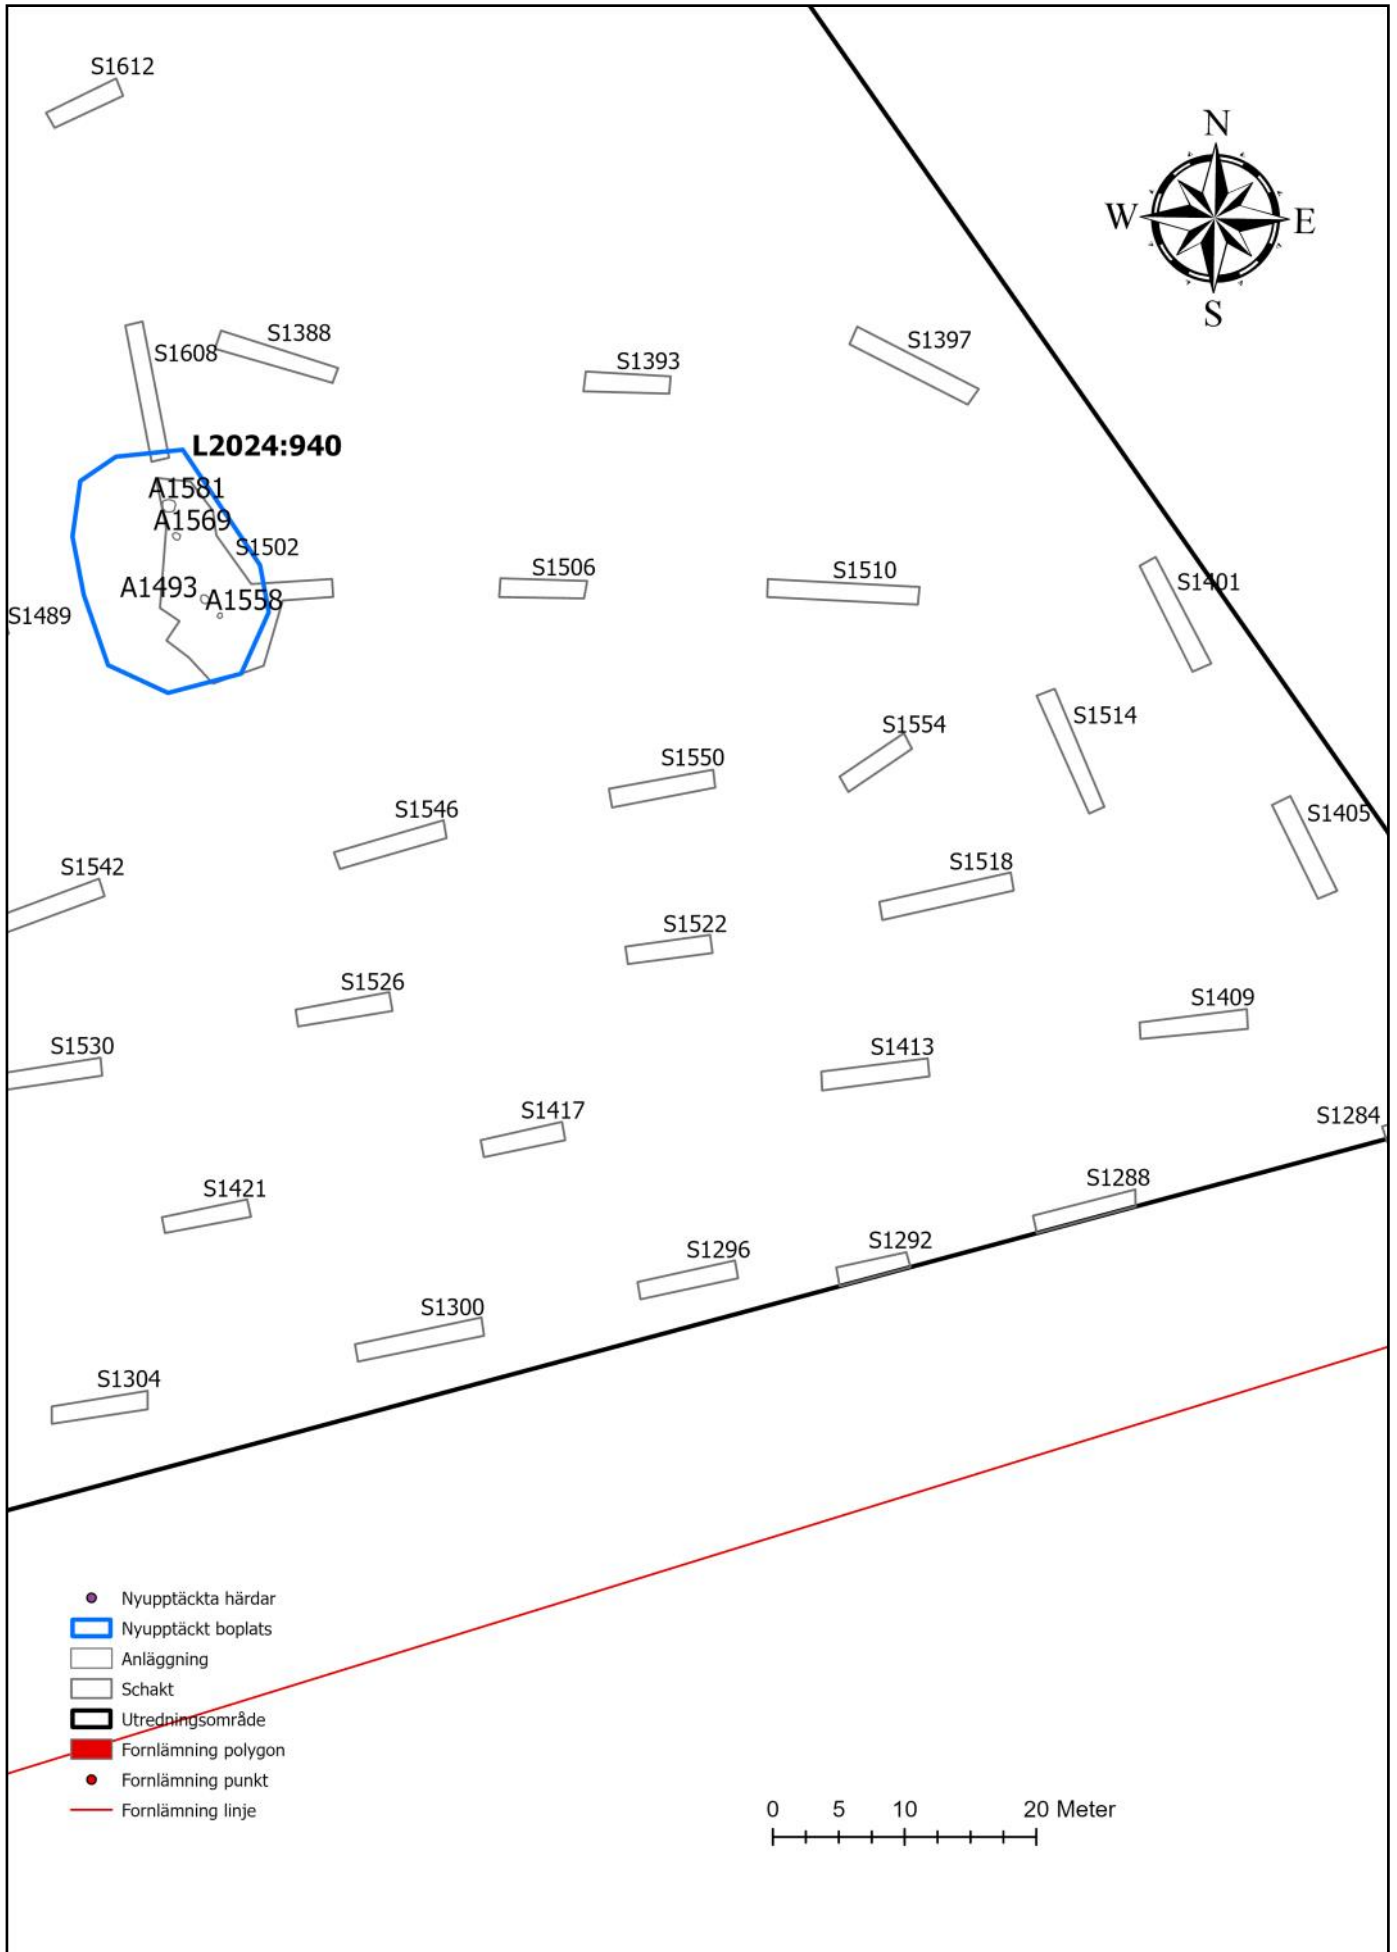 S1612
N
W
E
S
S1608
S1388
S1393
S1397
L2024:940
A1581
A1569
S1502
A1493
A1558
S1489
S1506
S1510
S1401
S1514
S1554
S1550
S1546
S1405
S1542
S1518
S1522
S1526
S1409
S1530
S1413
S1417
S1284
S1421
S1288
S1292
S1296
S1300
S1304
Nyupptäckta härdar
Nyupptäckt boplats
Anläggning
Schakt
Utredningsområde
Fornlämning polygon
Fornlämning punkt
Fornlämning linje
0 5 10 20 Meter